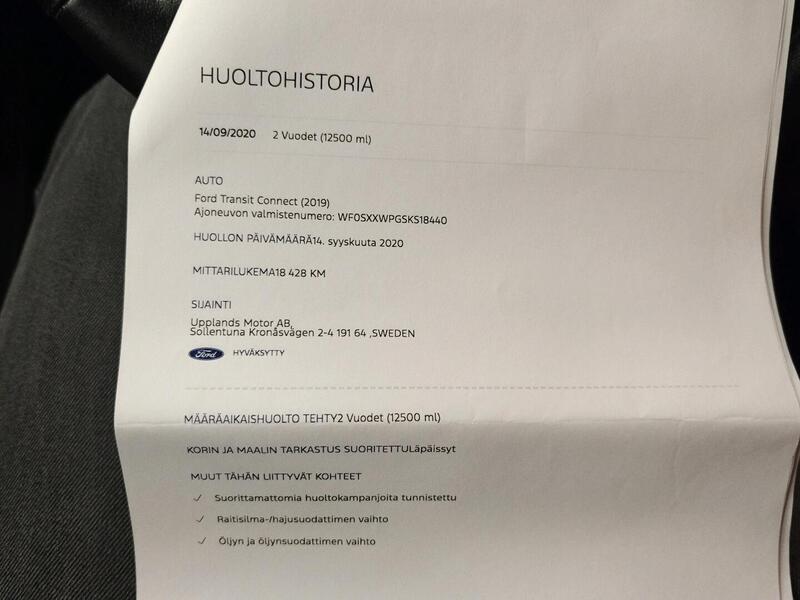 HUOLTOHISTORIA
14/09/2020 2 Vuodet (12500 ml)
AUTO
Ford Transit Connect (2019)
Ajoneuvon valmistenumero: WF0SXXWPGSKS18440
HUOLLON PÄIVÄMÄÄRÄ14. syyskuuta 2020
MITTARILUKEMA18 428 KM
SIJAINTI
Upplands Motor AB,
Sollentuna Kronåsvägen 2-4 191 64 ,SWEDEN
Ford HYVÄKSYTTY
MÄÄRÄAIKAISHUOLTO TEHTY2 Vuodet (12500 ml)
KORIN JA MAALIN TARKASTUS SUORITETTULäpäissyt
MUUT TÄHÄN LIITTYVÄT KOHTEET
✓ Suorittamattomia huoltokampanjoita tunnistettu
✓ Raitisilma-/hajusuodattimen vaihto
✓ Öljyn ja öljynsuodattimen vaihto